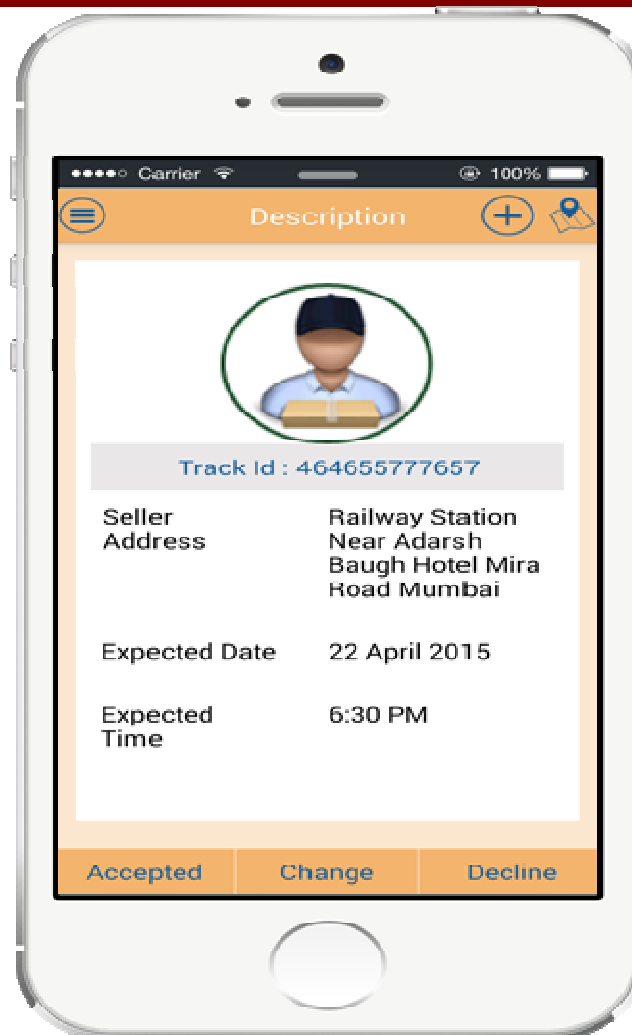 Carrier 100%
Description
Track Id : 464655777657
Seller Address
Railway Station
Near Adarsh
Baugh Hotel Mira
Road Mumbai
Expected Date 22 April 2015
Expected Time
6:30 PM
Accepted Change Decline